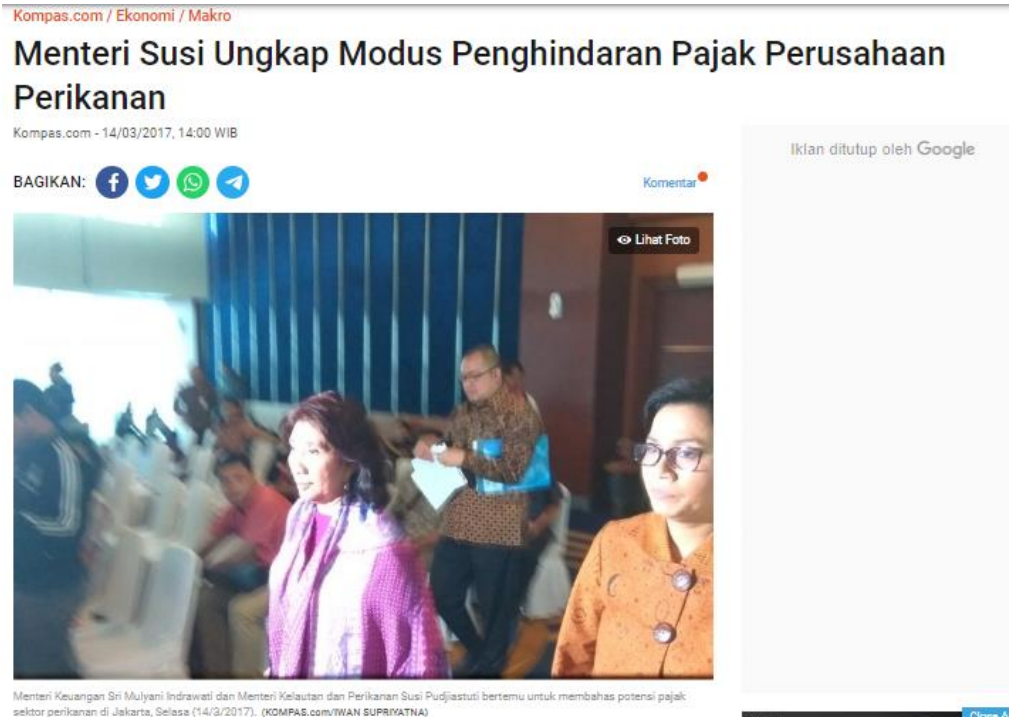 Kompas.com / Ekonomi / Makro
Menteri Susi Ungkap Modus Penghindaran Pajak Perusahaan
Perikanan
Kompas.com - 14/03/2017, 14:00 WIB
Iklan ditutup oleh Google
BAGIKAN:
Komentar
Lihat Foto
Menteri Keuangan Sri Mulyani Indrawati dan Menteri Kelautan dan Perikanan Susi Pudjiastuti bertemu untuk membahas potensi pajak
sektor perikanan di Jakarta, Selasa (14/3/2017). (KOMPAS.com/IWAN SUPRIYATNA)